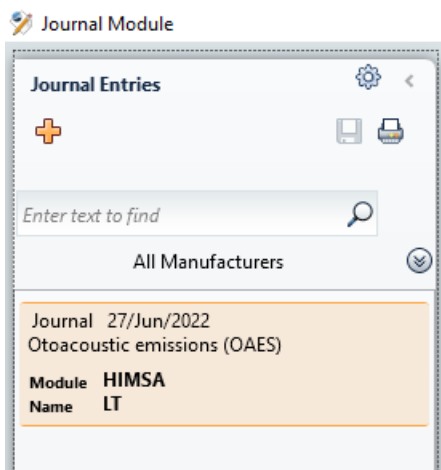 Journal Module
Journal Entries
Enter text to find
All Manufacturers
Journal 27/Jun/2022
Otoacoustic emissions (OAES)
Module HIMSA
Name LT